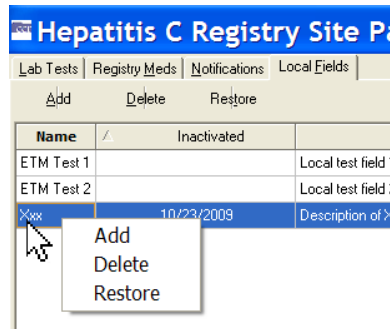 Hepatitis C Registry Site Pa
Lab Tests Registry Meds Notifications Local Fields
Add Delete Restore
Name Inactivated
ETM Test 1 Local test field
ETM Test 2 Local test field
Xxx 10/23/2009 Description of X
Add
Delete
Restore